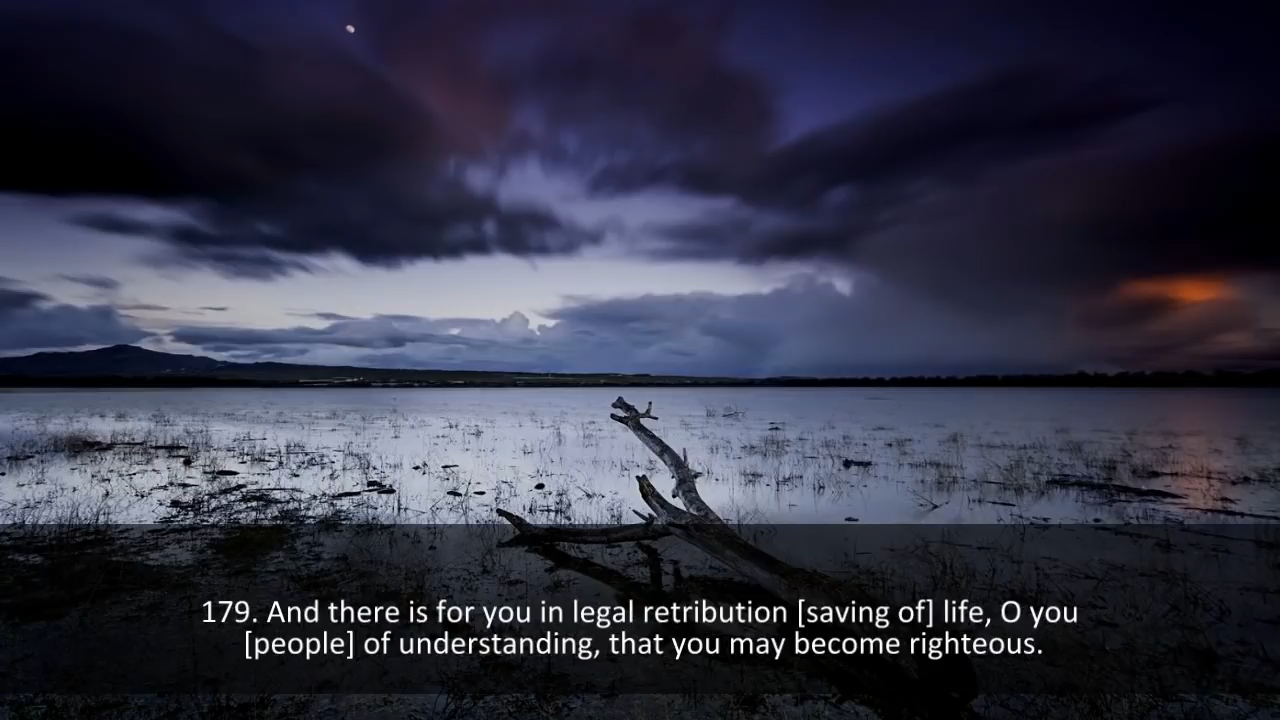 179. And there is for you in legal retribution [saving of] life, O you
[people] of understanding, that you may become righteous.